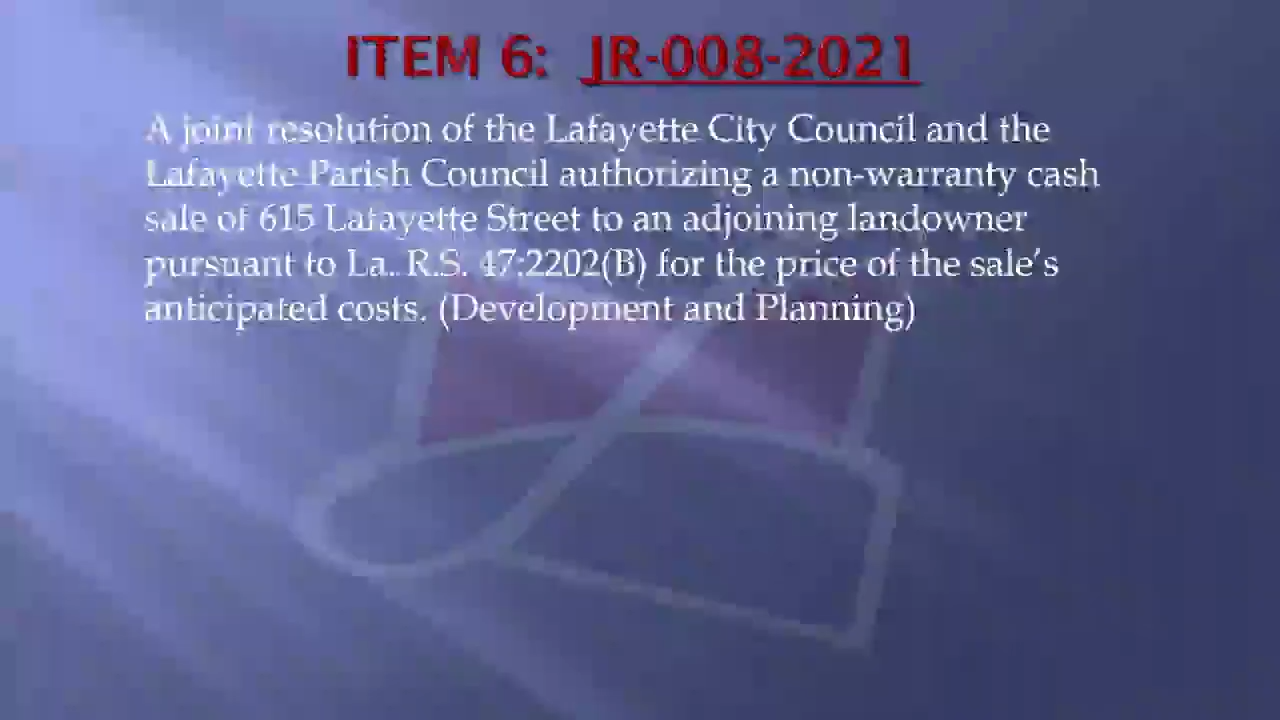 ITEM 6: JR-008-2021
A joint resolution of the Lafayette City Council and the
Lafayette Parish Council authorizing a non-warranty cash
sale of 615 Lafayette Street to an adjoining landowner
pursuant to La.. R.S. 47:2202(B) for the price of the sale's
anticipated costs. (Development and Planning)